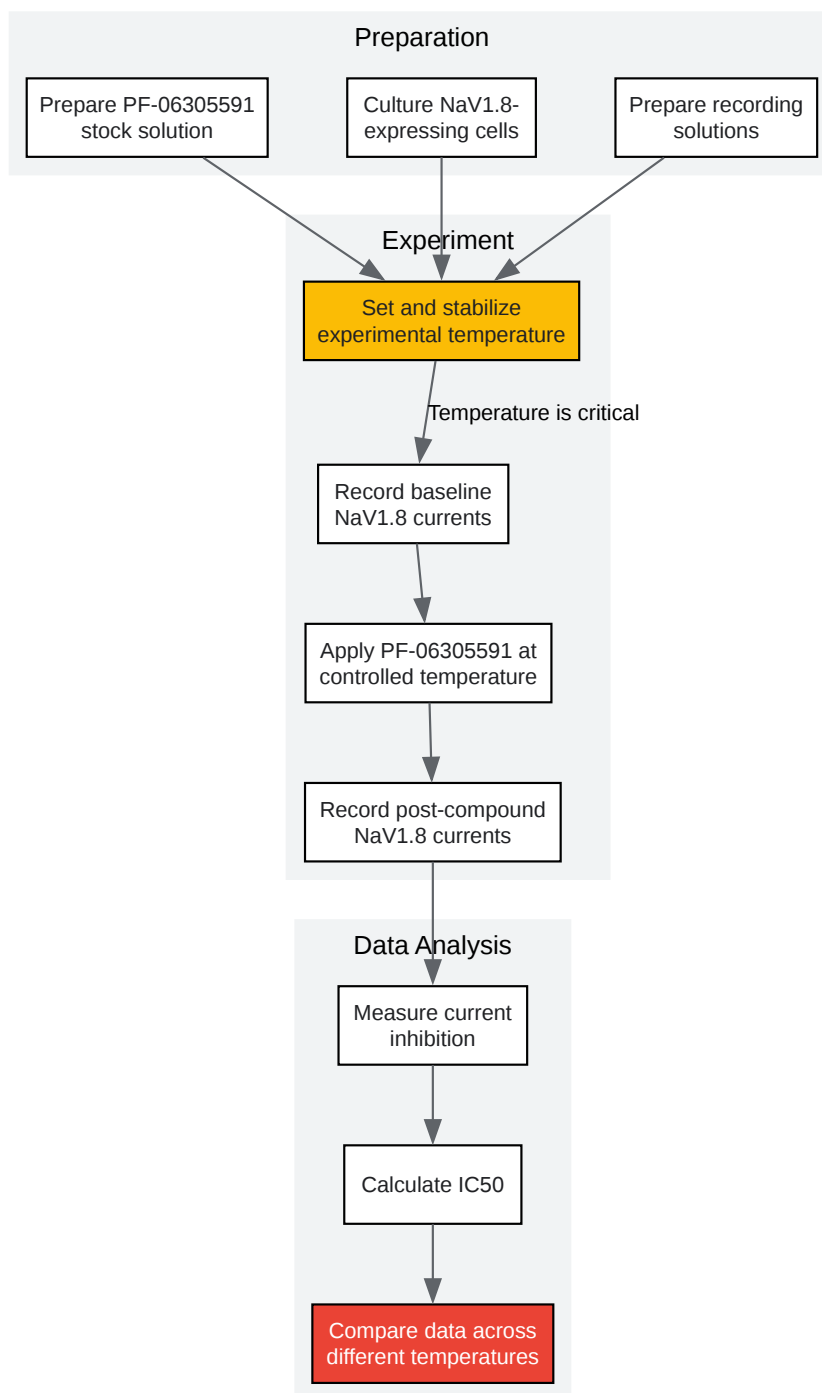 Preparation
Prepare PF-06305591
stock solution
Culture NaV1.8-
expressing cells
Prepare recording
solutions
Experiment
Set and stabilize
experimental temperature
Temperature is critical
Record baseline
NaV1.8 currents
Apply PF-06305591 at
controlled temperature
Record post-compound
NaV1.8 currents
Data Analysis
Measure current
inhibition
Calculate IC50
Compare data across
different temperatures